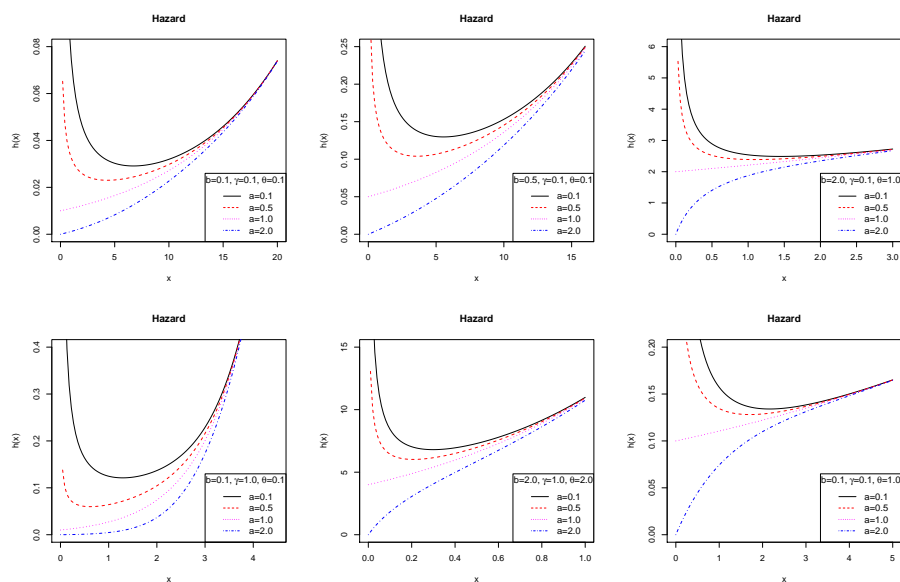 Hazard
h(x)
0.00 0.02 0.04 0.06 0.08
0 5 10 15 20
x
b=0.1, γ=0.1, θ=0.1
a=0.1
a=0.5
a=1.0
a=2.0
Hazard
h(x)
0.00 0.05 0.10 0.15 0.20 0.25
0 5 10 15
x
b=0.5, γ=0.1, θ=0.1
a=0.1
a=0.5
a=1.0
a=2.0
Hazard
h(x)
0 1 2 3 4 5 6
0.0 0.5 1.0 1.5 2.0 2.5 3.0
x
b=2.0, γ=0.1, θ=1.0
a=0.1
a=0.5
a=1.0
a=2.0
Hazard
h(x)
0.0 0.1 0.2 0.3 0.4
0 1 2 3 4
x
b=0.1, γ=1.0, θ=0.1
a=0.1
a=0.5
a=1.0
a=2.0
Hazard
h(x)
0 5 10 15
0.0 0.2 0.4 0.6 0.8 1.0
x
b=2.0, γ=1.0, θ=2.0
a=0.1
a=0.5
a=1.0
a=2.0
Hazard
h(x)
0.00 0.05 0.10 0.15 0.20
0 1 2 3 4 5
x
b=0.1, γ=0.1, θ=1.0
a=0.1
a=0.5
a=1.0
a=2.0